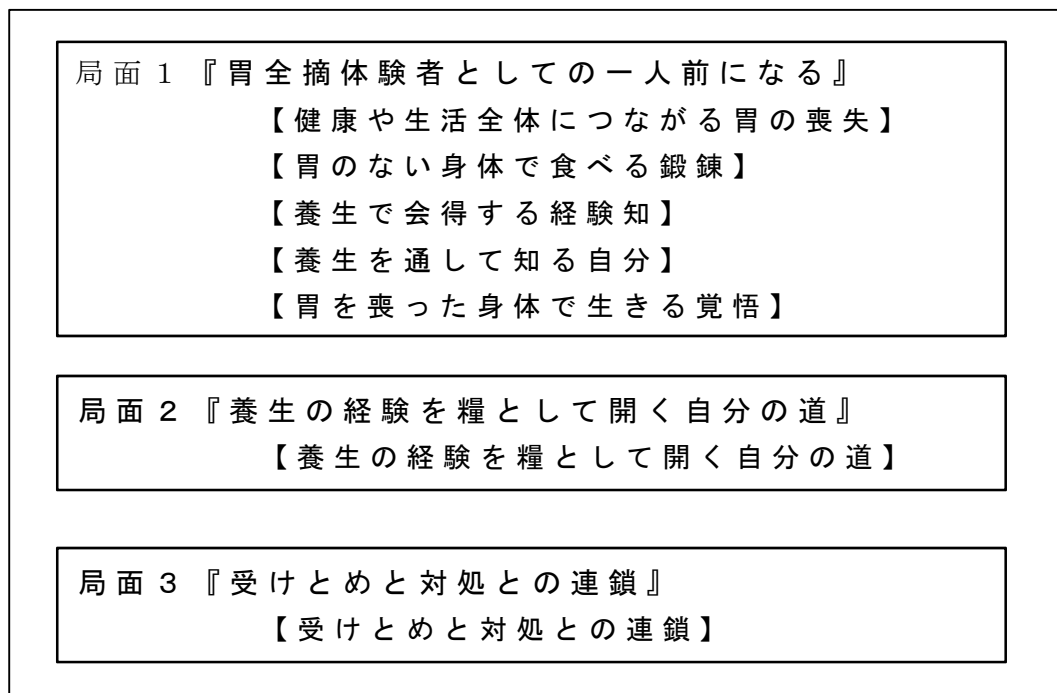 局面１『胃全摘体験者としての一人前になる』
【健康や生活全体につながる胃の喪失】
【胃のない身体で食べる鍛錬】
【養生で会得する経験知】
【養生を通して知る自分】
【胃を喪った身体で生きる覚悟】
局面２『養生の経験を糧として開く自分の道』
【養生の経験を糧として開く自分の道】
局面３『受けとめと対処との連鎖』
【受けとめと対処との連鎖】